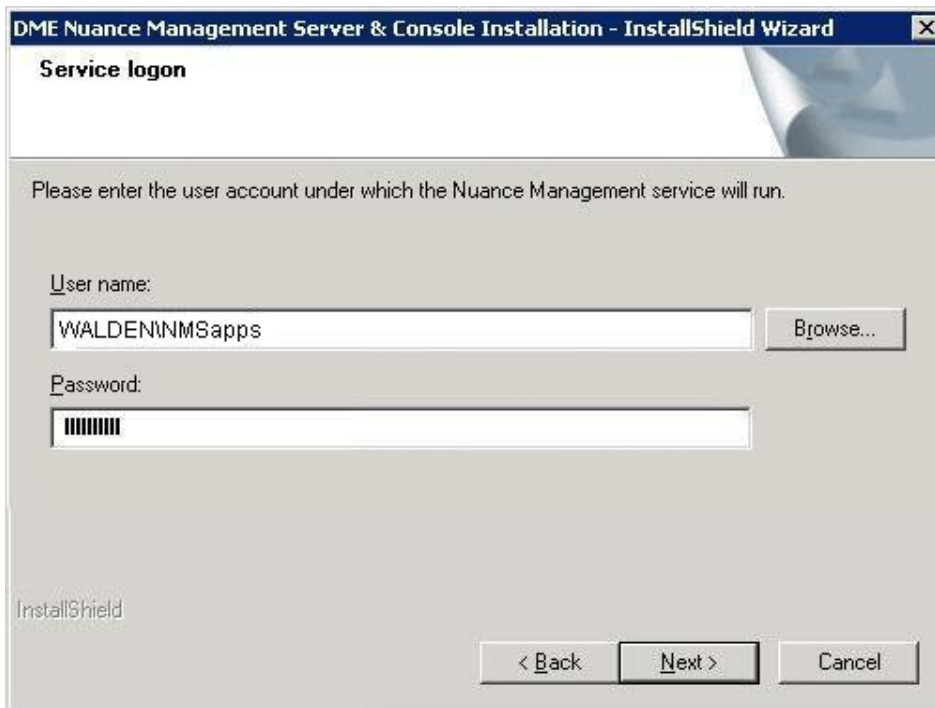 DME Nuance Management Server & Console Installation - InstallShield Wizard
Service logon
Please enter the user account under which the Nuance Management service will run.
User name:
WALDEN\NMSapps
Browse...
Password:
InstallShield
< Back
Next >
Cancel